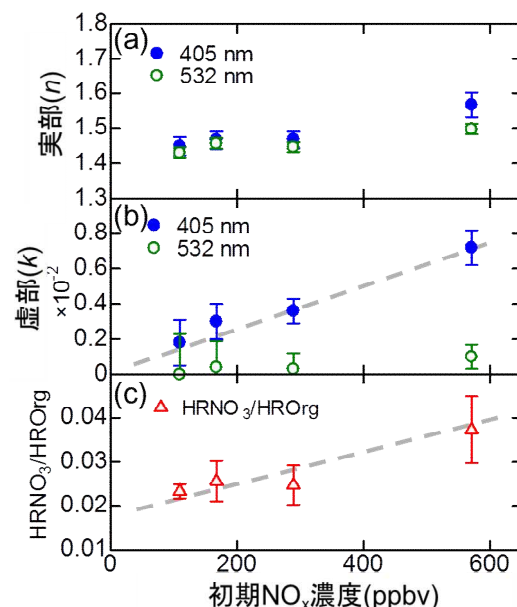 (a)
405 nm
532 nm
実部(n)
1.8
1.7
1.6
1.5
1.4
1.3
(b)
405 nm
532 nm
虚部(k)
×10-2
0.8
0.6
0.4
0.2
0
(c)
HRNO3/HROrg
HRNO3/HROrg
0.04
0.03
0.02
0.01
0 200 400 600
初期NOx濃度(ppbv)